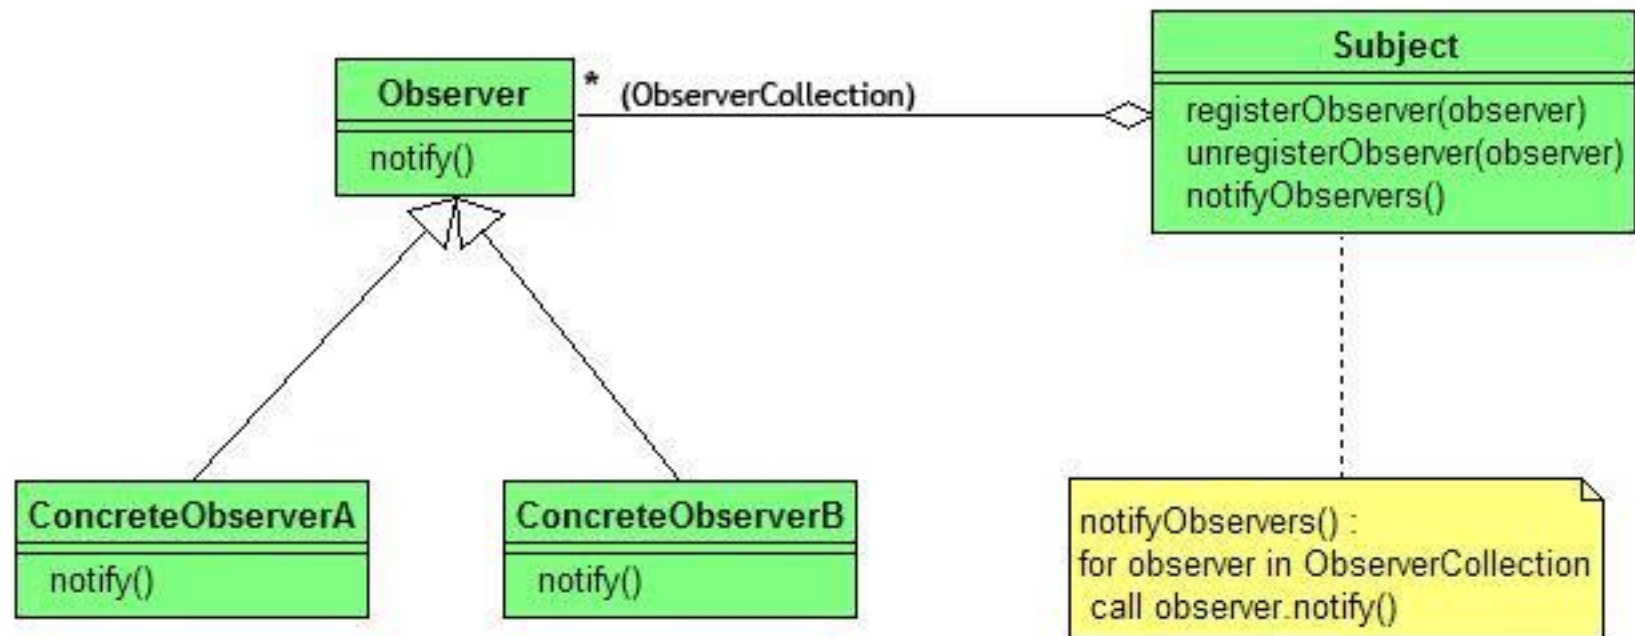 Observer
notify()
* (ObserverCollection)
Subject
registerObserver(observer)
unregisterObserver(observer)
notifyObservers()
ConcreteObserverA
notify()
ConcreteObserverB
notify()
notifyObservers() :
for observer in ObserverCollection
call observer.notify()